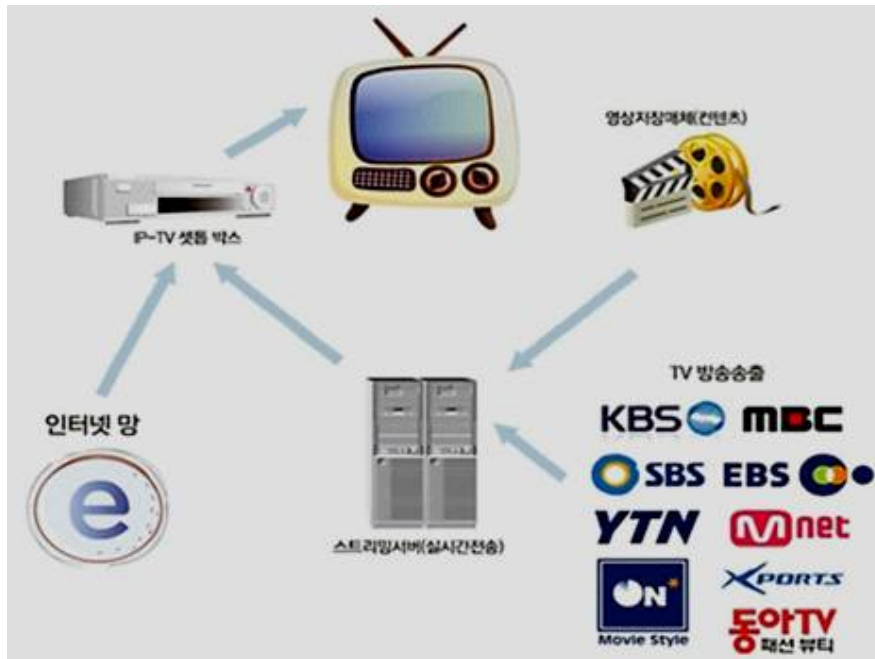 영상저장매체(컨텐츠)
IP-TV 셋톱 박스
TV 방송송출
인터넷 망
KBS MBC
SBS EBS
e
YTN Mnet
스트리밍서버(실시간전송)
ON XPORTS
Movie Style
동아TV
패션 뷰티